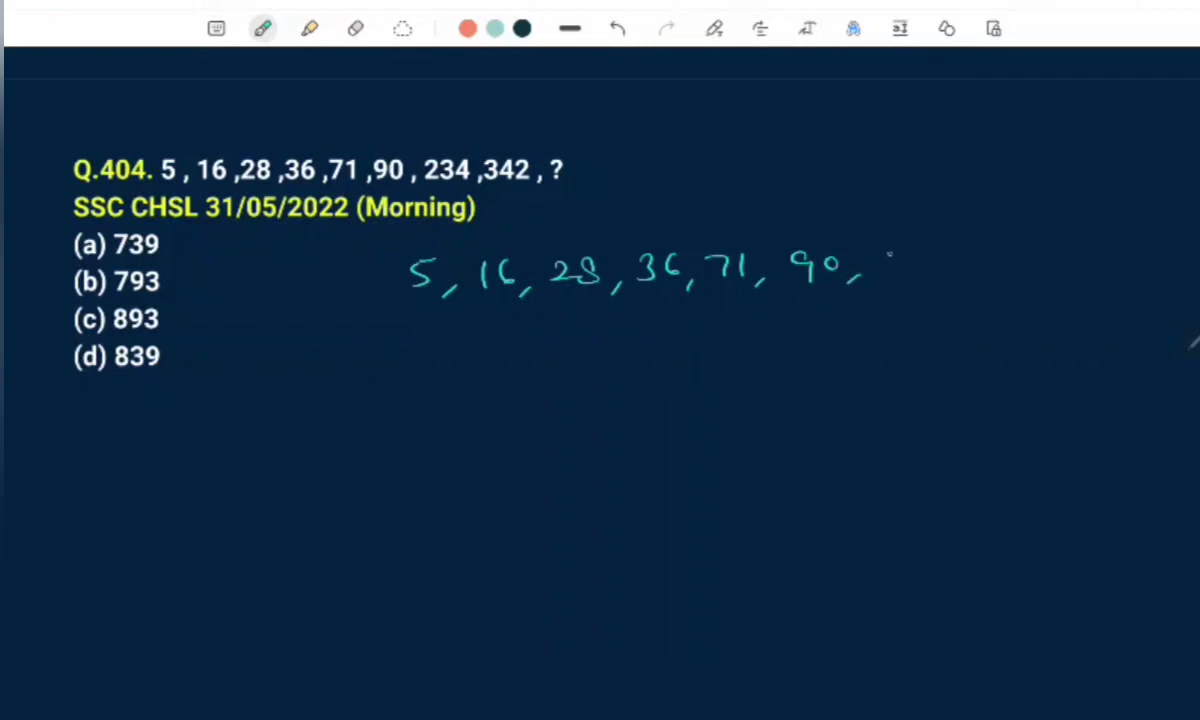 Q.404. 5 , 16 ,28 ,36 ,71 ,90 , 234 ,342 , ?
SSC CHSL 31/05/2022 (Morning)
(a) 739
(b) 793
(c) 893
(d) 839
5, 16, 28, 36, 71, 90,